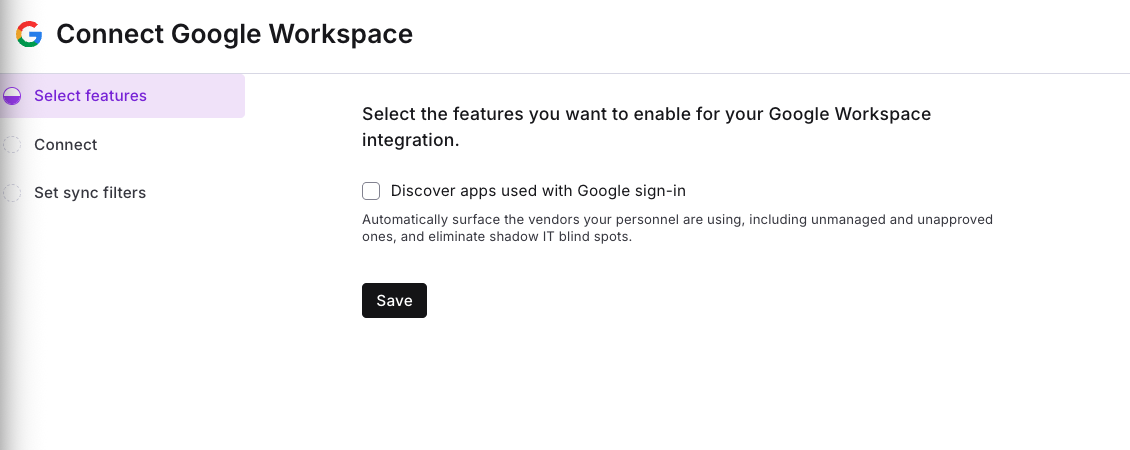 Connect Google Workspace
Select features
Connect
Set sync filters
Select the features you want to enable for your Google Workspace
integration.
Discover apps used with Google sign-in
Automatically surface the vendors your personnel are using, including unmanaged and unapproved
ones, and eliminate shadow IT blind spots.
Save